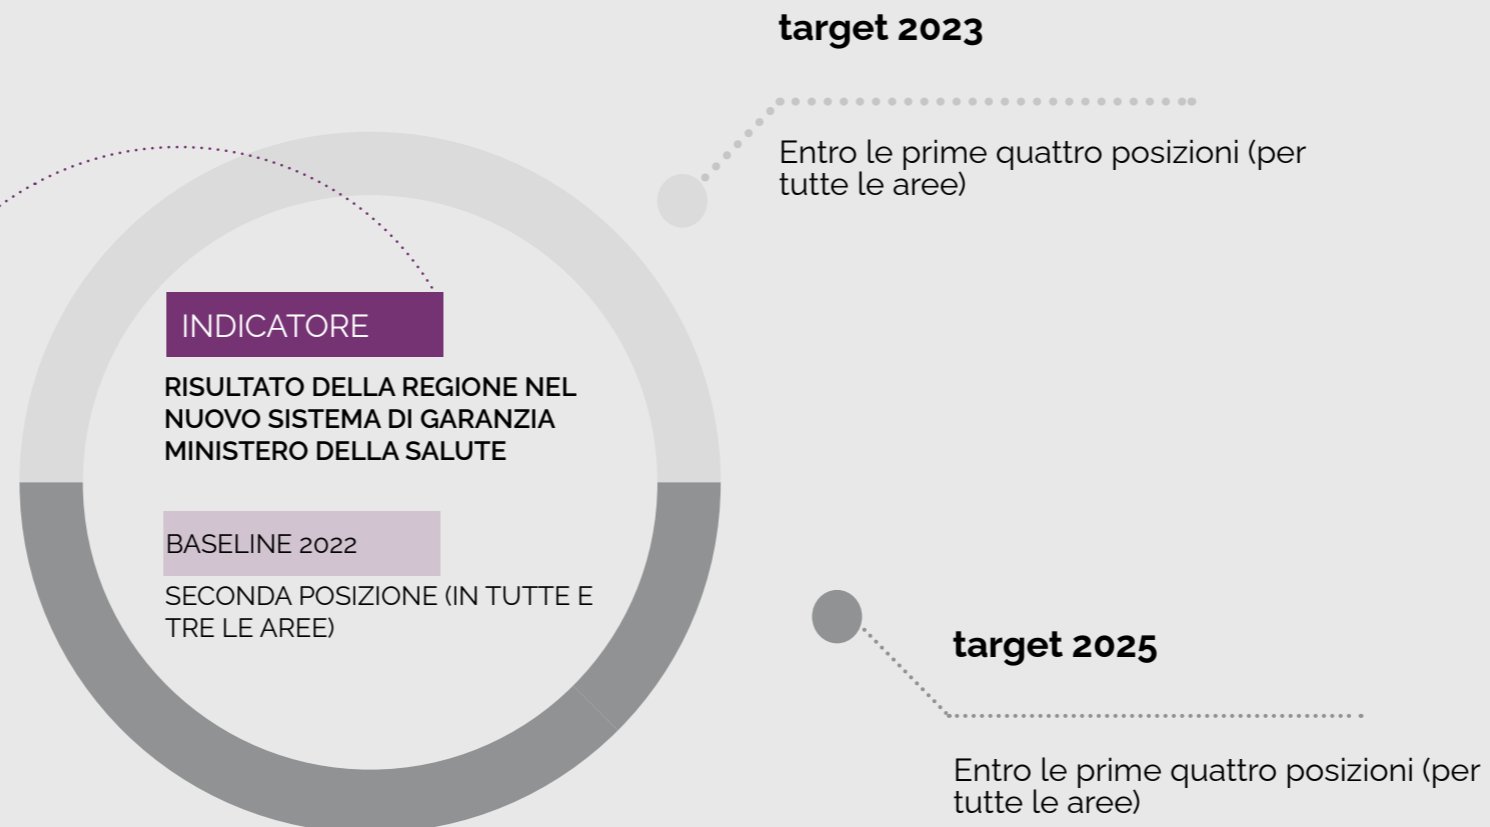 target 2023
Entro le prime quattro posizioni (per
tutte le aree)
INDICATORE
RISULTATO DELLA REGIONE NEL
NUOVO SISTEMA DI GARANZIA
MINISTERO DELLA SALUTE
BASELINE 2022
SECONDA POSIZIONE (IN TUTTE E
TRE LE AREE)
target 2025
Entro le prime quattro posizioni (per
tutte le aree)